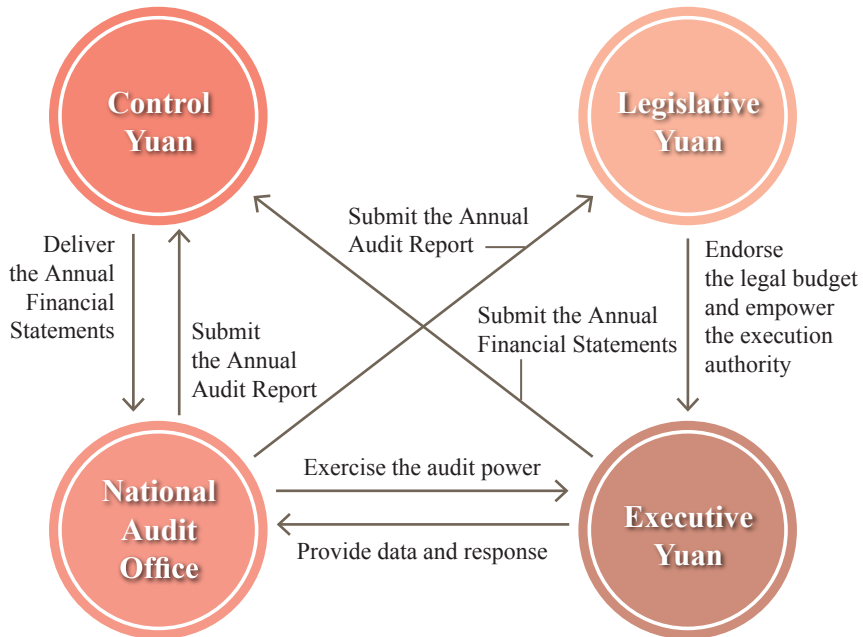 Control
Yuan
Legislative
Yuan
Submit the Annual
Audit Report
Deliver
the Annual
Financial
Statements
Endorse
the legal budget
and empower
the execution
authority
Submit
the Annual
Audit Report
Submit the Annual
Financial Statements
National
Audit
Office
Exercise the audit power
Provide data and response
Executive
Yuan